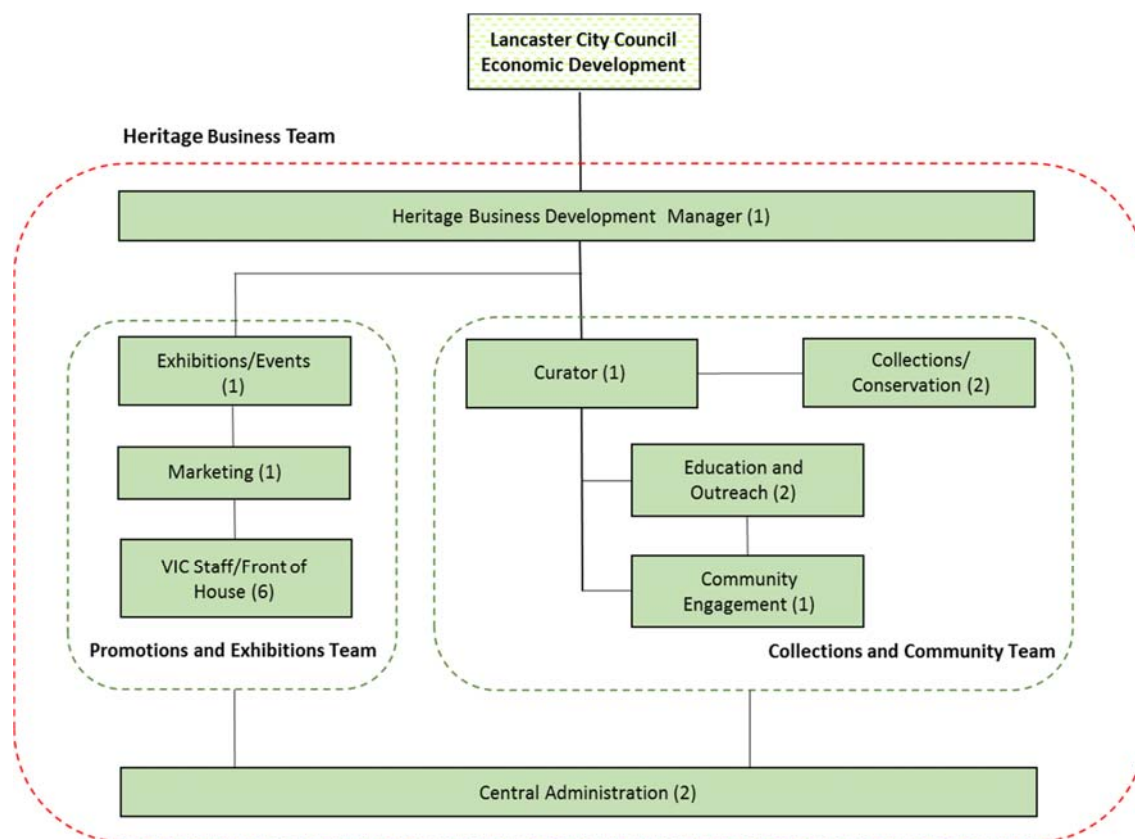 Lancaster City Council
Economic Development
Heritage Business Team
Heritage Business Development Manager (1)
Exhibitions/Events
(1)
Marketing (1)
VIC Staff/Front of
House (6)
Promotions and Exhibitions Team
Curator (1)
Collections/
Conservation (2)
Education and
Outreach (2)
Community
Engagement (1)
Collections and Community Team
Central Administration (2)